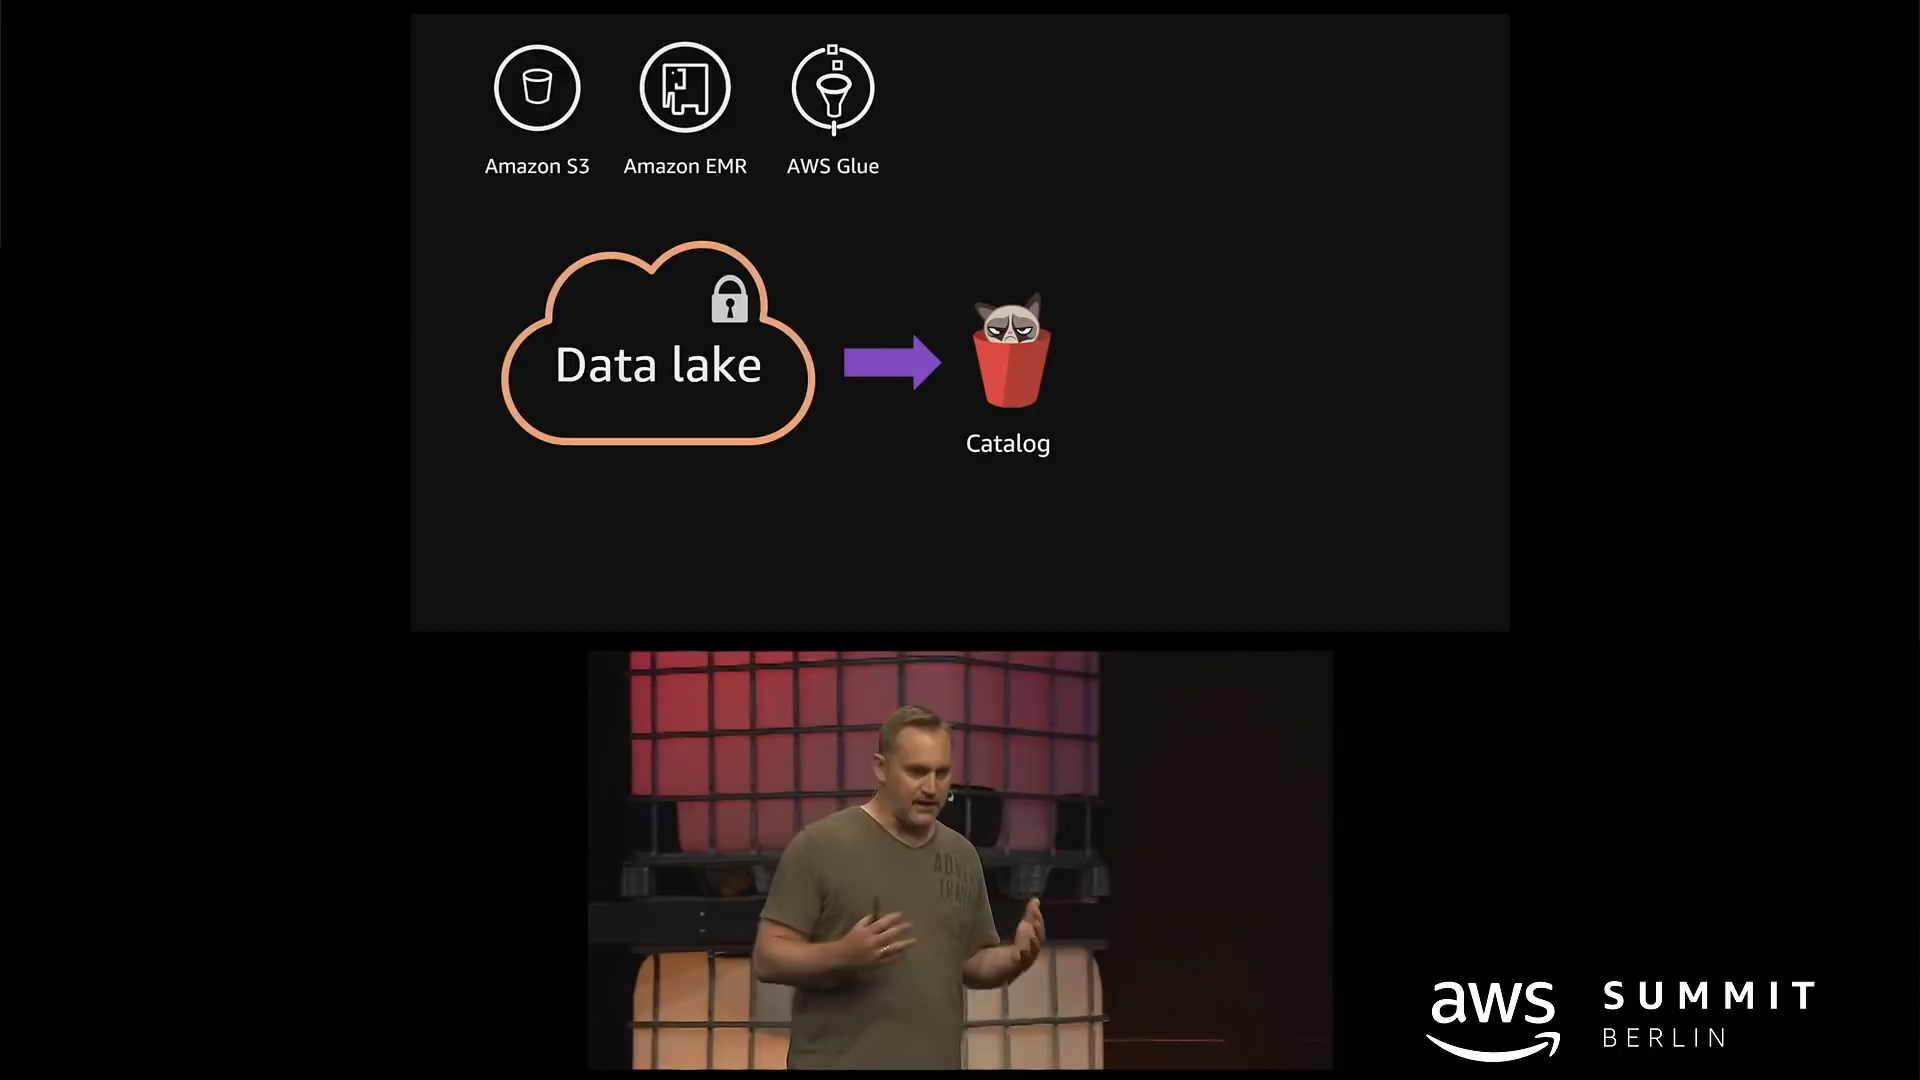 Amazon S3
Amazon EMR
AWS Glue
Data lake
Catalog
aws
SUMMIT
BERLIN